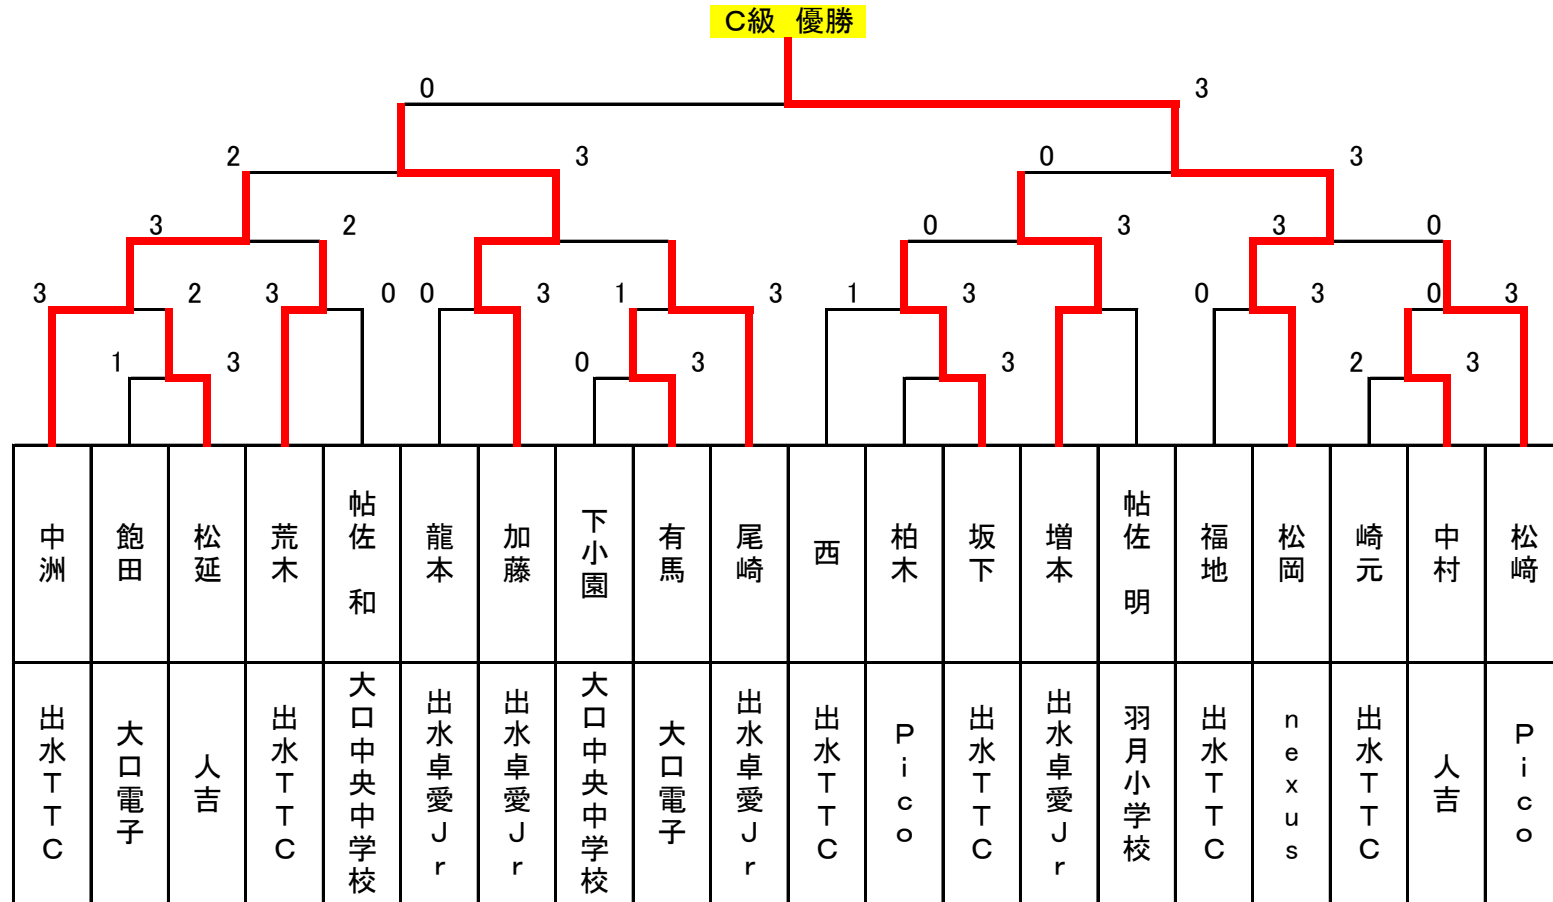 C級　優勝
0 3
2 3 0 3
3 2 0 3 3 0
3 2 3 0 0 3 1 3 1 3 0 3 0 3
1 3 0 3 3 2 3
中洲 飽田 松延 荒木 帖佐　和 龍本 加藤 下小園 有馬 尾崎 西 柏木 坂下 増本 帖佐　明 福地 松岡 崎元 中村 松﨑
出水TTC 大口電子 人吉 出水TTC 大口中央中学校 出水卓愛Jr 出水卓愛Jr 大口中央中学校 大口電子 出水卓愛Jr 出水TTC Pico 出水TTC 出水卓愛Jr 羽月小学校 出水TTC nexus 出水TTC 人吉 Pico